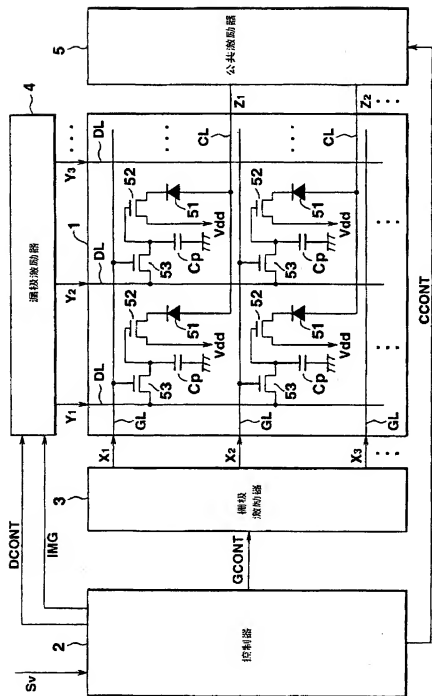 4
漏极激励器
5
公共激励器
Y1
Y2
Y3
DL
DL
DL
1
Z1
Z2
CL
CL
52
52
51
51
Vdd
Vdd
Cp
Cp
53
53
52
52
51
51
Vdd
Vdd
Cp
Cp
53
53
X1
X2
X3
GL
GL
GL
3
栅极
激励器
DCONT
IMG
GCONT
CCONT
2
控制器
Sv